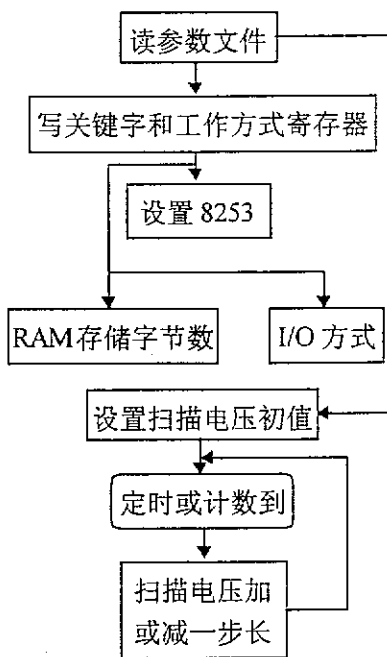 读参数文件
写关键字和工作方式寄存器
设置8253
RAM存储字节数
I/O 方式
设置扫描电压初值
定时或计数到
扫描电压加
或减一步长